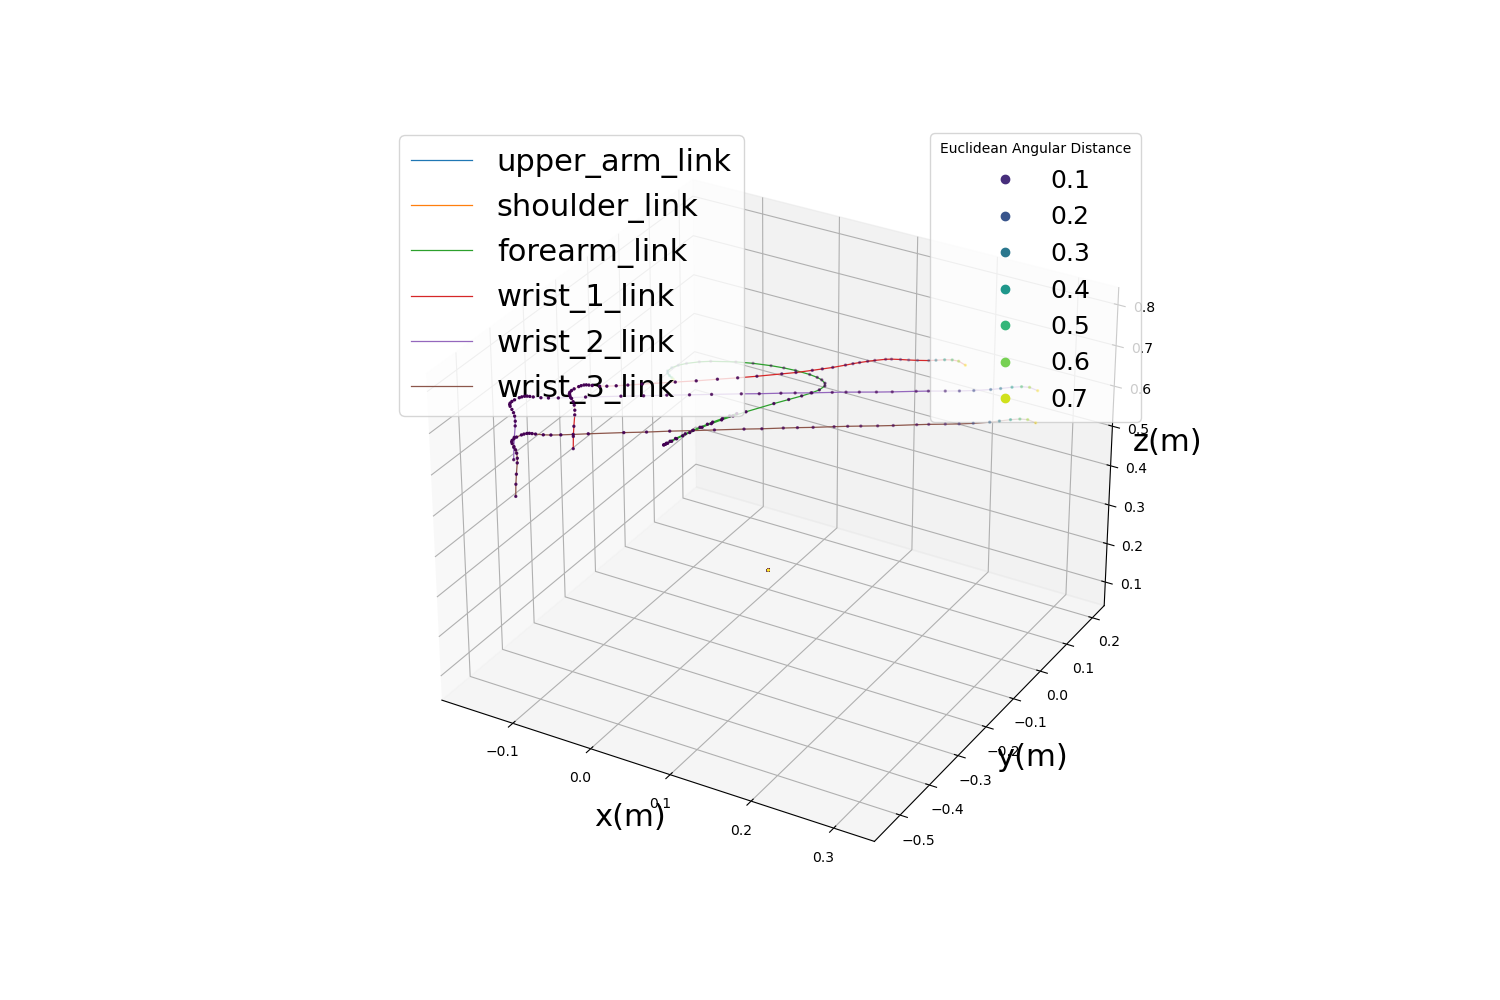 upper_arm_link
shoulder_link
forearm_link
wrist_1_link
wrist_2_link
wrist_3_link
Euclidean Angular Distance
0.1
0.2
0.3
0.4
0.5
0.6
0.7
0.8
0.7
0.6
0.5
0.4
0.3
0.2
0.1
z(m)
0.2
0.1
0.0
−0.1
−0.2
−0.3
−0.4
−0.5
y(m)
−0.1
0.0
0.1
0.2
0.3
x(m)